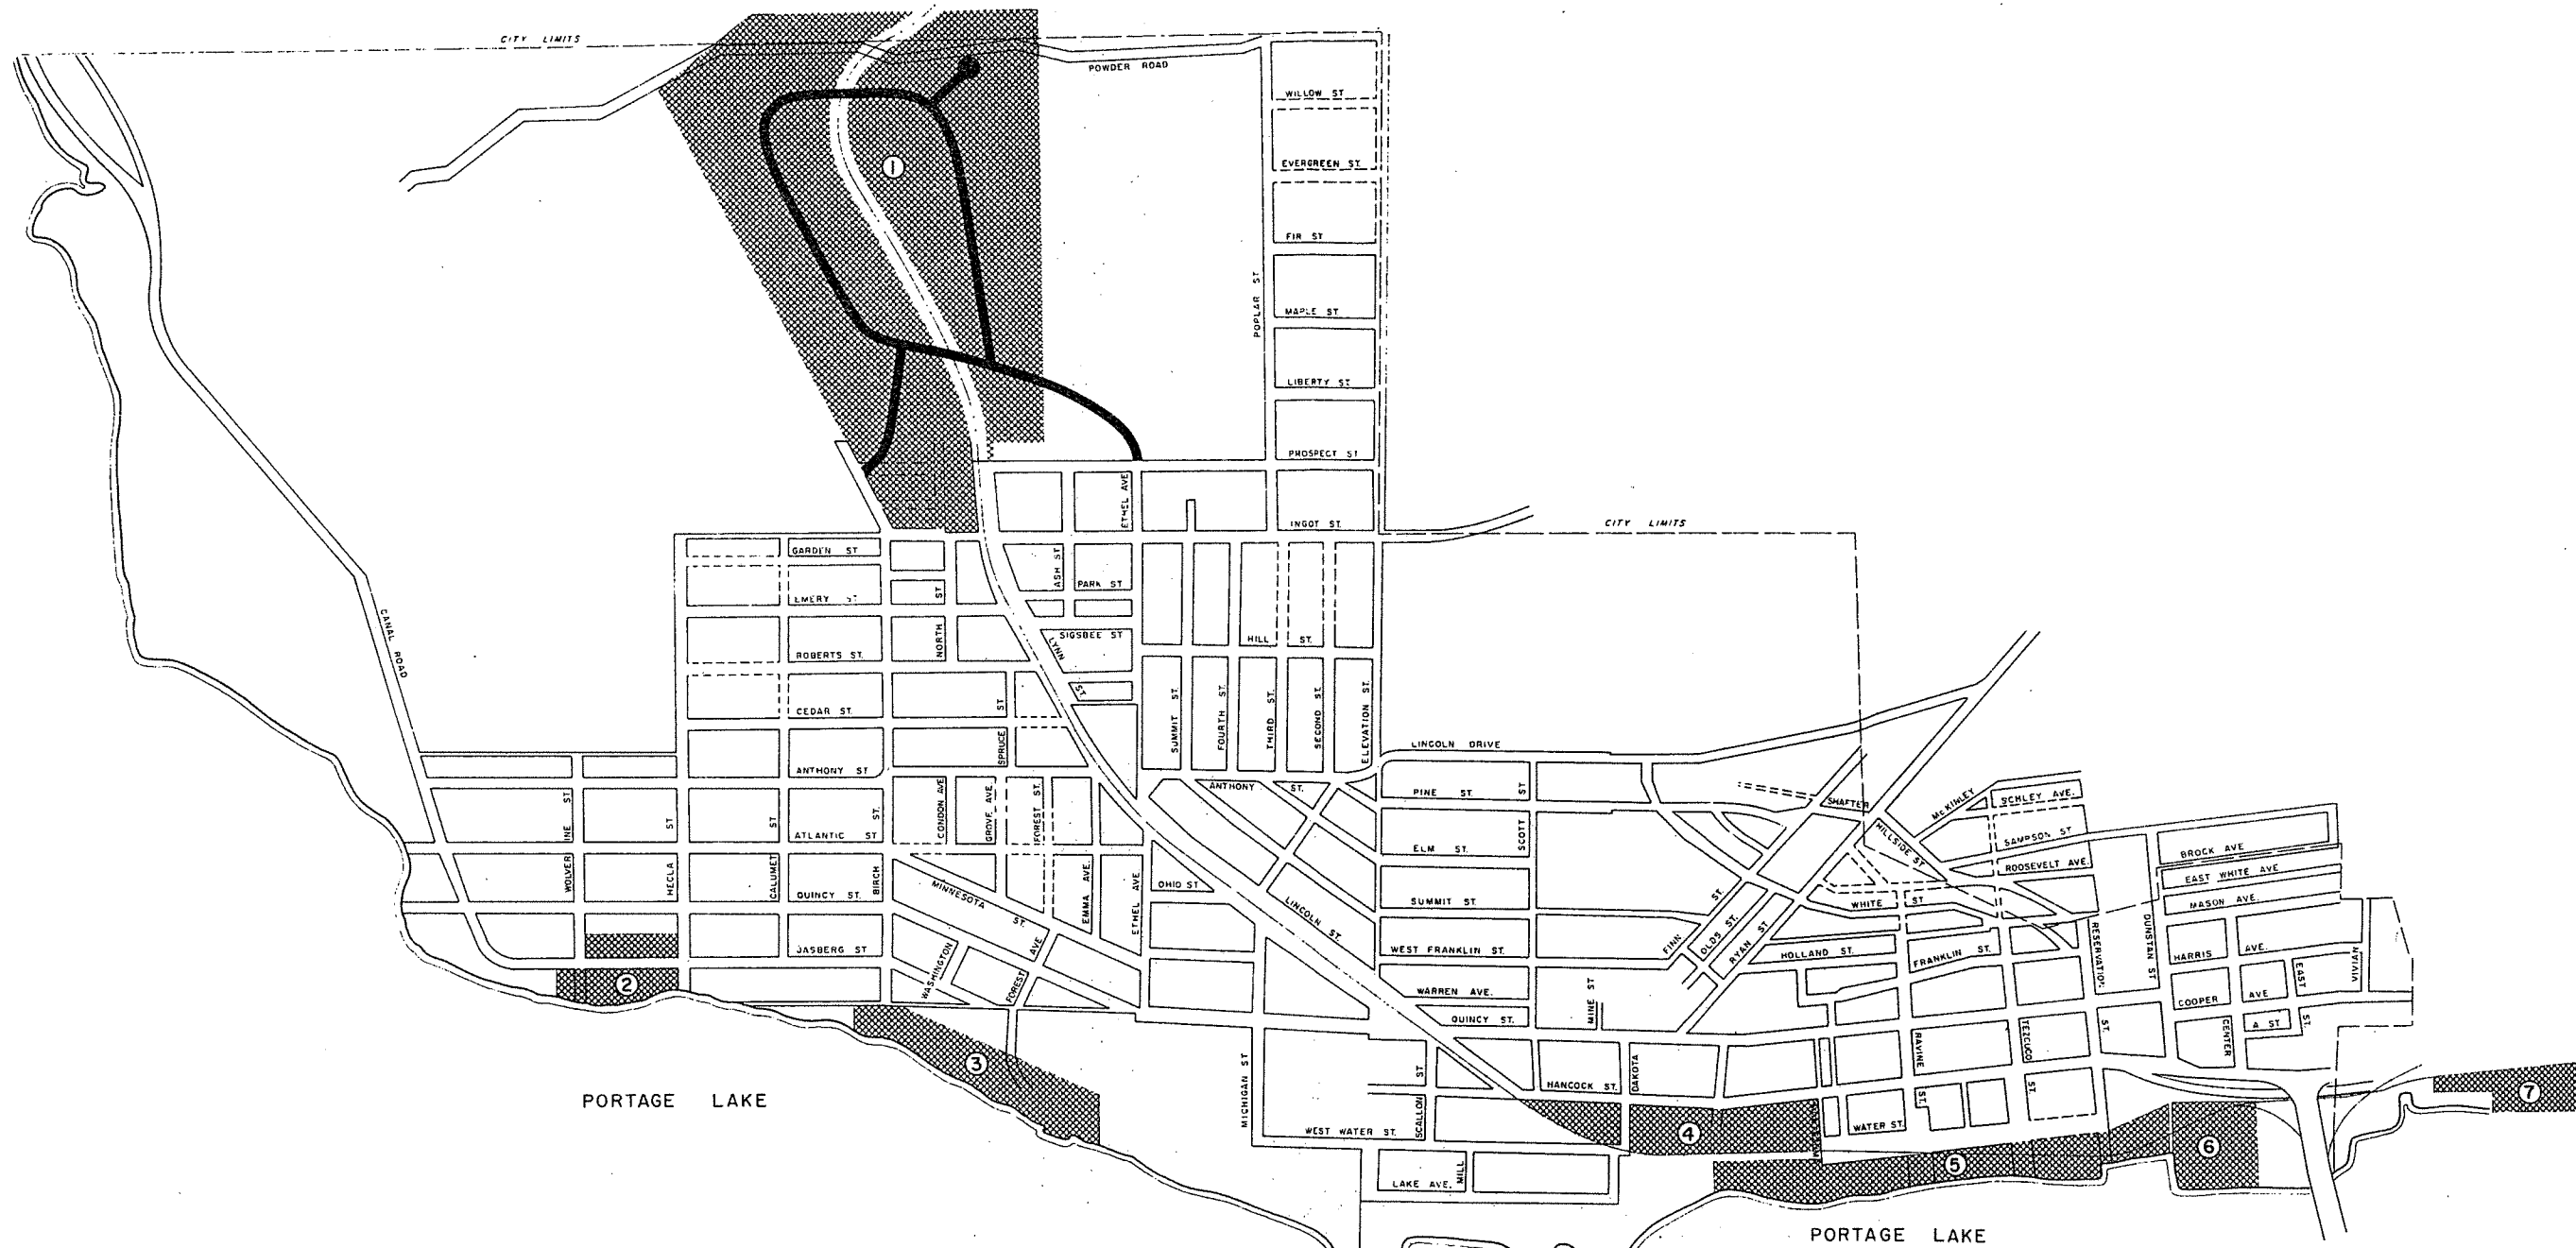 CITY LIMITS
POWDER ROAD
WILLOW ST
1
EVERGREEN ST.
FIR ST
POPLAR ST
MAPLE ST.
LIBERTY ST.
PROSPECT ST
ETHEL AVE
INGOT ST.
CITY LIMITS
GARDEN ST
ASH ST
PARK ST
EMERY ST
NORTH ST
CANAL ROAD
SIGSBEE ST
LYNN ST.
HILL ST.
ROBERTS ST.
CEDAR ST.
SPRUCE ST
SUMMIT ST.
FOURTH ST.
THIRD ST.
SECOND ST.
ELEVATION ST.
LINCOLN DRIVE
ANTHONY ST
ANTHONY ST.
PINE ST.
SCOTT ST
SHAFTER
McKINLEY
SCHLEY AVE.
WOLVERINE ST
HECLA ST
CALUMET ST
ATLANTIC ST
BIRCH ST.
CONDON AVE
GROVE AVE.
FOREST ST.
ELM ST.
HILLSIDE ST
SAMPSON ST
ROOSEVELT AVE.
BROCK AVE
EAST WHITE AVE
MASON AVE.
QUINCY ST.
MINNESOTA ST.
EMMA AVE.
ETHEL AVE
OHIO ST
LINCOLN ST.
SUMMIT ST.
WHITE ST
JASBERG ST
WASHINGTON
FOREST AVE
WEST FRANKLIN ST.
FINN ST.
OLDS ST.
RYAN ST
HOLLAND ST.
FRANKLIN ST.
RESERVATION ST.
DUNSTAN ST
HARRIS AVE.
VIVIAN
EAST ST.
2
WARREN AVE.
QUINCY ST.
MINE ST
COOPER AVE
A ST
CENTER
3
MICHIGAN ST
SCALLON ST
HANCOCK ST.
DAKOTA
RAVINE ST.
TEZCUCO ST.
7
PORTAGE LAKE
WEST WATER ST.
4
WATER ST.
6
5
LAKE AVE.
MILL
PORTAGE LAKE